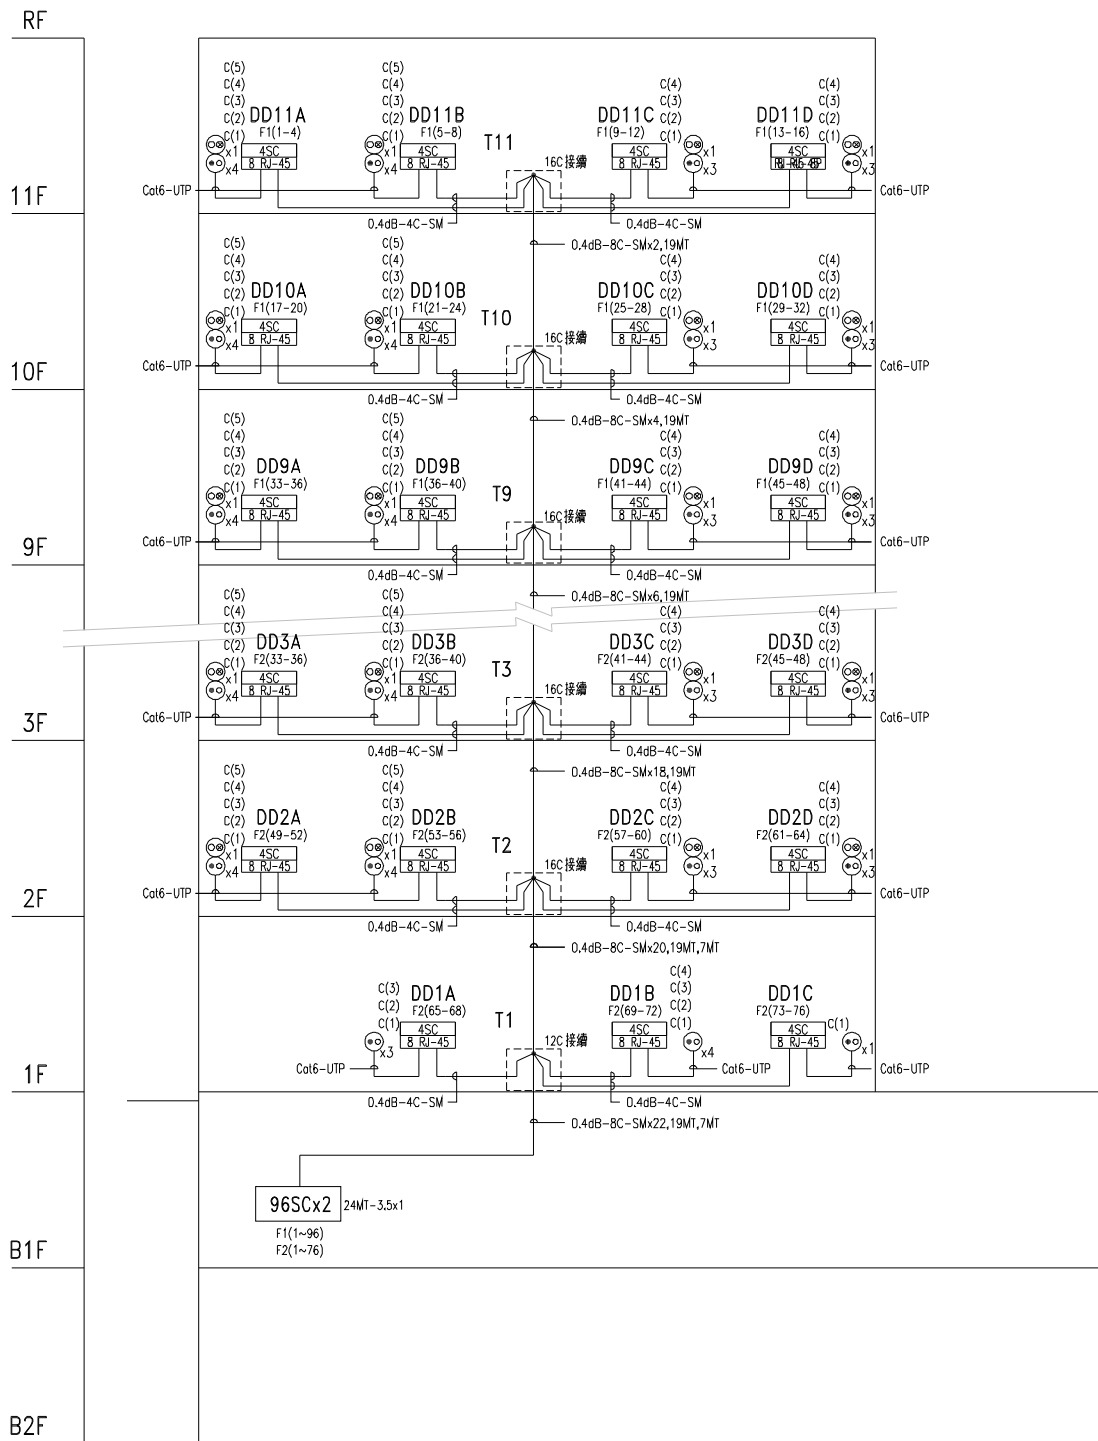 RF
C(5)
C(4)
C(3)
C(2)
C(1)
DD11A
F1(1-4)
4SC
8 RJ-45
x1
x4
C(5)
C(4)
C(3)
C(2)
C(1)
DD11B
F1(5-8)
4SC
8 RJ-45
x1
x4
T11
16C 接續
C(4)
C(3)
C(2)
C(1)
DD11C
F1(9-12)
4SC
8 RJ-45
x1
x3
C(4)
C(3)
C(2)
C(1)
DD11D
F1(13-16)
4SC
x1
x3
Cat6-UTP
Cat6-UTP
11F
0.4dB-4C-SM
0.4dB-4C-SM
0.4dB-8C-SMx2,19MT
C(5)
C(4)
C(3)
C(2)
C(1)
DD10A
F1(17-20)
4SC
8 RJ-45
x1
x4
C(5)
C(4)
C(3)
C(2)
C(1)
DD10B
F1(21-24)
4SC
8 RJ-45
x1
x4
T10
16C 接續
C(4)
C(3)
C(2)
C(1)
DD10C
F1(25-28)
4SC
8 RJ-45
x1
x3
C(4)
C(3)
C(2)
C(1)
DD10D
F1(29-32)
4SC
8 RJ-45
x1
x3
Cat6-UTP
Cat6-UTP
10F
0.4dB-4C-SM
0.4dB-4C-SM
0.4dB-8C-SMx4,19MT
C(5)
C(4)
C(3)
C(2)
C(1)
DD9A
F1(33-36)
4SC
8 RJ-45
x1
x4
C(5)
C(4)
C(3)
C(2)
C(1)
DD9B
F1(36-40)
4SC
8 RJ-45
x1
x4
T9
16C 接續
C(4)
C(3)
C(2)
C(1)
DD9C
F1(41-44)
4SC
8 RJ-45
x1
x3
C(4)
C(3)
C(2)
C(1)
DD9D
F1(45-48)
4SC
8 RJ-45
x1
x3
Cat6-UTP
Cat6-UTP
9F
0.4dB-4C-SM
0.4dB-4C-SM
0.4dB-8C-SMx6,19MT
C(5)
C(4)
C(3)
C(2)
C(1)
DD3A
F2(33-36)
4SC
8 RJ-45
x1
x4
C(5)
C(4)
C(3)
C(2)
C(1)
DD3B
F2(36-40)
4SC
8 RJ-45
x1
x4
T3
16C 接續
C(4)
C(3)
C(2)
C(1)
DD3C
F2(41-44)
4SC
8 RJ-45
x1
x3
C(4)
C(3)
C(2)
C(1)
DD3D
F2(45-48)
4SC
8 RJ-45
x1
x3
Cat6-UTP
Cat6-UTP
3F
0.4dB-4C-SM
0.4dB-4C-SM
0.4dB-8C-SMx18,19MT
C(5)
C(4)
C(3)
C(2)
C(1)
DD2A
F2(49-52)
4SC
8 RJ-45
x1
x4
C(5)
C(4)
C(3)
C(2)
C(1)
DD2B
F2(53-56)
4SC
8 RJ-45
x1
x4
T2
16C 接續
C(4)
C(3)
C(2)
C(1)
DD2C
F2(57-60)
4SC
8 RJ-45
x1
x3
C(4)
C(3)
C(2)
C(1)
DD2D
F2(61-64)
4SC
8 RJ-45
x1
x3
Cat6-UTP
Cat6-UTP
2F
0.4dB-4C-SM
0.4dB-4C-SM
0.4dB-8C-SMx20,19MT,7MT
C(3)
C(2)
C(1)
DD1A
F2(65-68)
4SC
8 RJ-45
x3
T1
12C 接續
C(4)
C(3)
C(2)
C(1)
DD1B
F2(69-72)
4SC
8 RJ-45
x4
DD1C
F2(73-76)
4SC
8 RJ-45
C(1)
x1
Cat6-UTP
Cat6-UTP
Cat6-UTP
1F
0.4dB-4C-SM
0.4dB-4C-SM
0.4dB-8C-SMx22,19MT,7MT
96SCx2
24MT-3.5x1
F1(1~96)
F2(1~76)
B1F
B2F